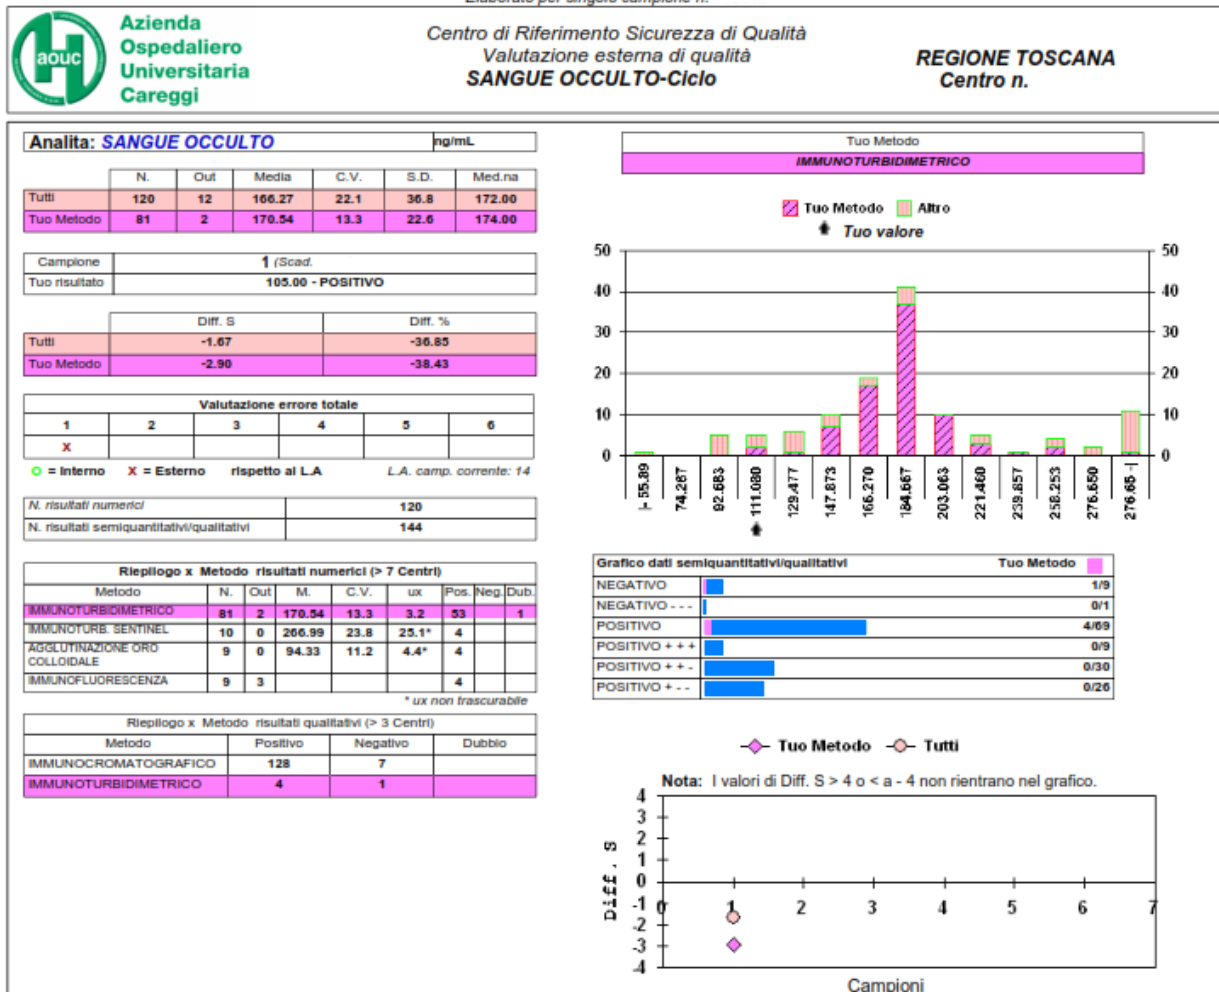 Elaborato per singolo campione n.
aouc
Azienda
Ospedaliero
Universitaria
Careggi
Centro di Riferimento Sicurezza di Qualità
Valutazione esterna di qualità
SANGUE OCCULTO-Ciclo
REGIONE TOSCANA
Centro n.
Analita: SANGUE OCCULTO ng/mL
N. Out Media C.V. S.D. Med.na
Tutti 120 12 166.27 22.1 36.8 172.00
Tuo Metodo 81 2 170.54 13.3 22.6 174.00
Campione 1 (Scad.
Tuo risultato 105.00 - POSITIVO
Diff. S Diff. %
Tutti -1.67 -36.85
Tuo Metodo -2.90 -38.43
Valutazione errore totale
1 2 3 4 5 6
X
O = Interno X = Esterno rispetto al L.A L.A. camp. corrente: 14
N. risultati numerici 120
N. risultati semiquantitativi/qualitativi 144
Riepilogo x Metodo risultati numerici (> 7 Centri)
Metodo N. Out M. C.V. ux Pos. Neg. Dub.
IMMUNOTURBIDIMETRICO 81 2 170.54 13.3 3.2 53 1
IMMUNOTURB. SENTINEL 10 0 266.99 23.8 25.1* 4
AGGLUTINAZIONE ORO
COLLOIDALE 9 0 94.33 11.2 4.4* 4
IMMUNOFLUORESCENZA 9 3 4
* ux non trascurabile
Riepilogo x Metodo risultati qualitativi (> 3 Centri)
Metodo Positivo Negativo Dubbio
IMMUNOCROMATOGRAFICO 128 7
IMMUNOTURBIDIMETRICO 4 1
Tuo Metodo
IMMUNOTURBIDIMETRICO
Tuo Metodo Altro
Tuo valore
50 50
40 40
30 30
20 20
10 10
0 0
|- 55.89 74.287 92.683 111.080 129.477 147.873 166.270 184.667 203.063 221.460 239.857 258.253 276.650 276.65 -|
Grafico dati semiquantitativi/qualitativi Tuo Metodo
NEGATIVO 1/9
NEGATIVO - - - 0/1
POSITIVO 4/69
POSITIVO + + + 0/9
POSITIVO + + - 0/30
POSITIVO + - - 0/26
Tuo Metodo Tutti
Nota: I valori di Diff. S > 4 o < a - 4 non rientrano nel grafico.
Diff. S
4
3
2
1
0
-1
-2
-3
-4
0 1 2 3 4 5 6 7
Campioni